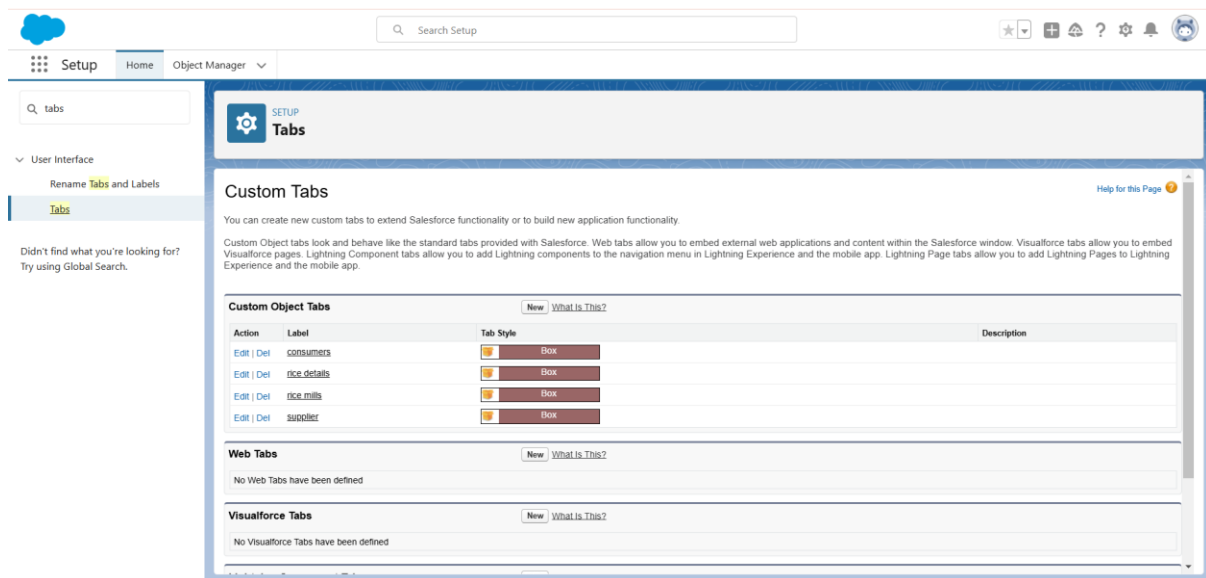 Search Setup
Setup Home Object Manager
tabs
User Interface
Rename Tabs and Labels
Tabs
Didn't find what you're looking for?
Try using Global Search.
SETUP
Tabs
Custom Tabs
Help for this Page
You can create new custom tabs to extend Salesforce functionality or to build new application functionality.
Custom Object tabs look and behave like the standard tabs provided with Salesforce. Web tabs allow you to embed external web applications and content within the Salesforce window. Visualforce tabs allow you to embed
Visualforce pages. Lightning Component tabs allow you to add Lightning components to the navigation menu in Lightning Experience and the mobile app. Lightning Page tabs allow you to add Lightning Pages to Lightning
Experience and the mobile app.
Custom Object Tabs New What Is This?
Action Label Tab Style Description
Edit | Del consumers Box
Edit | Del rice details Box
Edit | Del rice mills Box
Edit | Del supplier Box
Web Tabs New What Is This?
No Web Tabs have been defined
Visualforce Tabs New What Is This?
No Visualforce Tabs have been defined